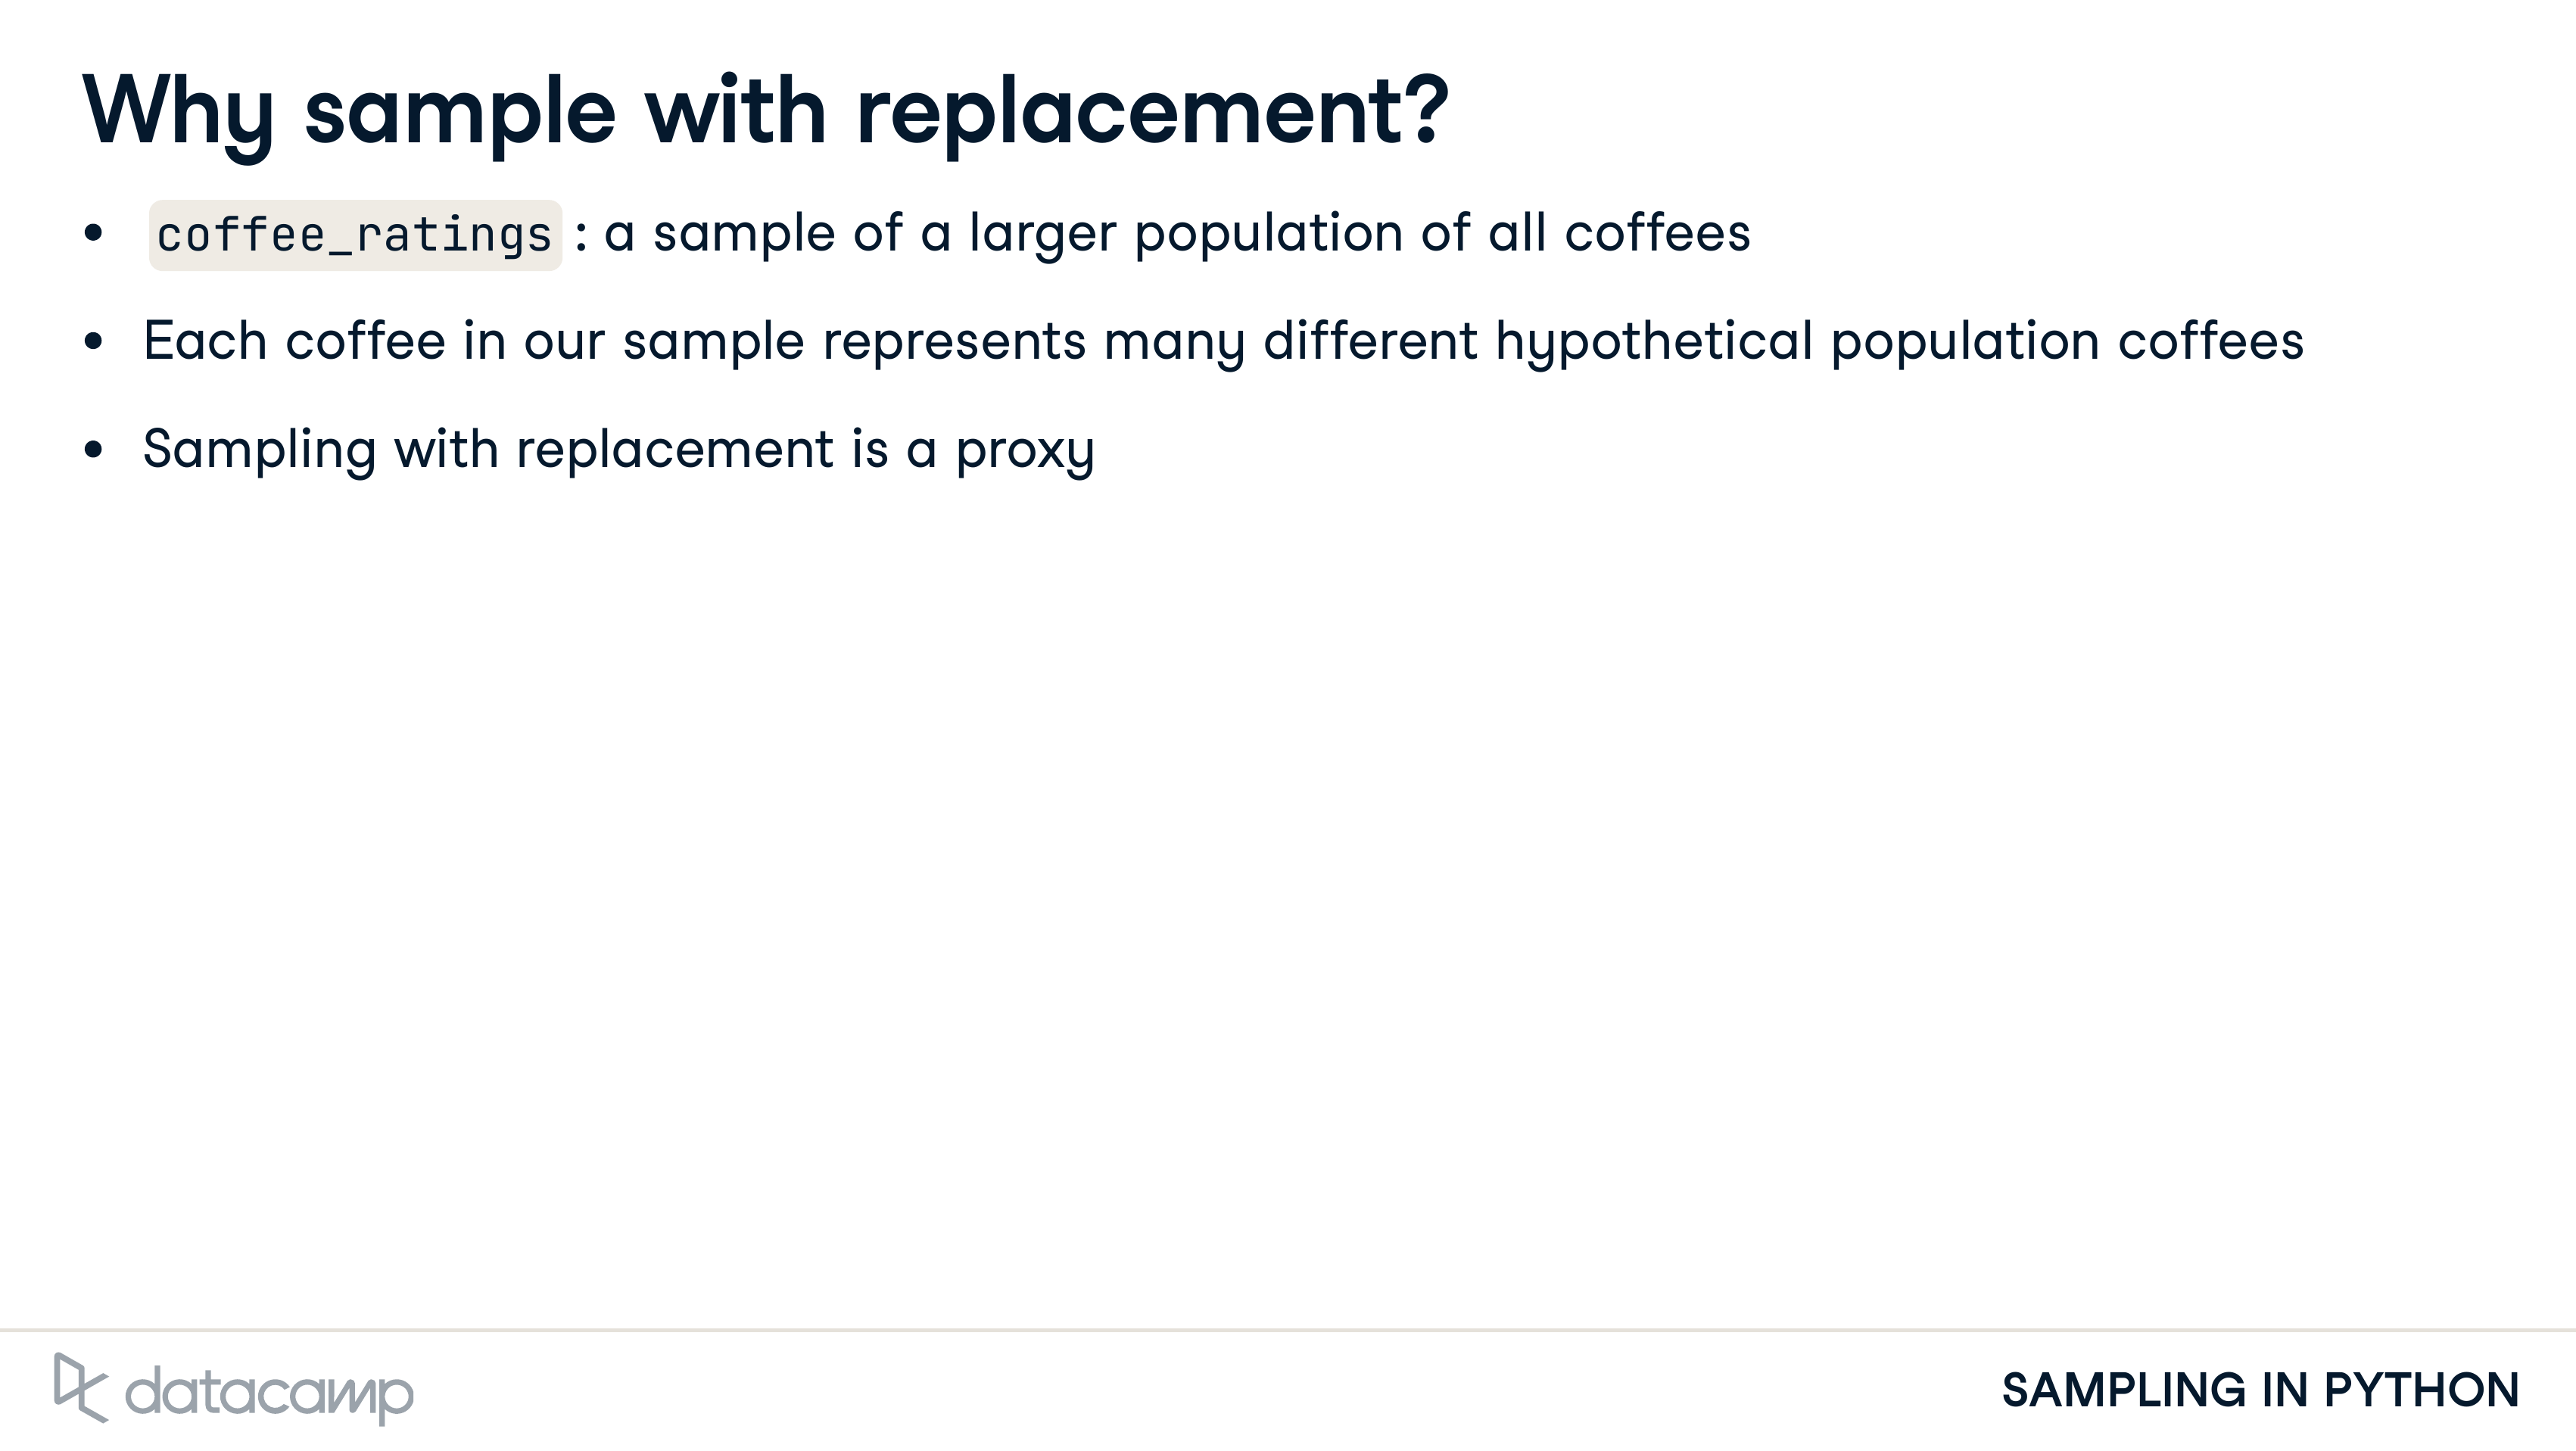 Why sample with replacement?
• coffee_ratings : a sample of a larger population of all coffees
• Each coffee in our sample represents many different hypothetical population coffees
• Sampling with replacement is a proxy
datacamp
SAMPLING IN PYTHON